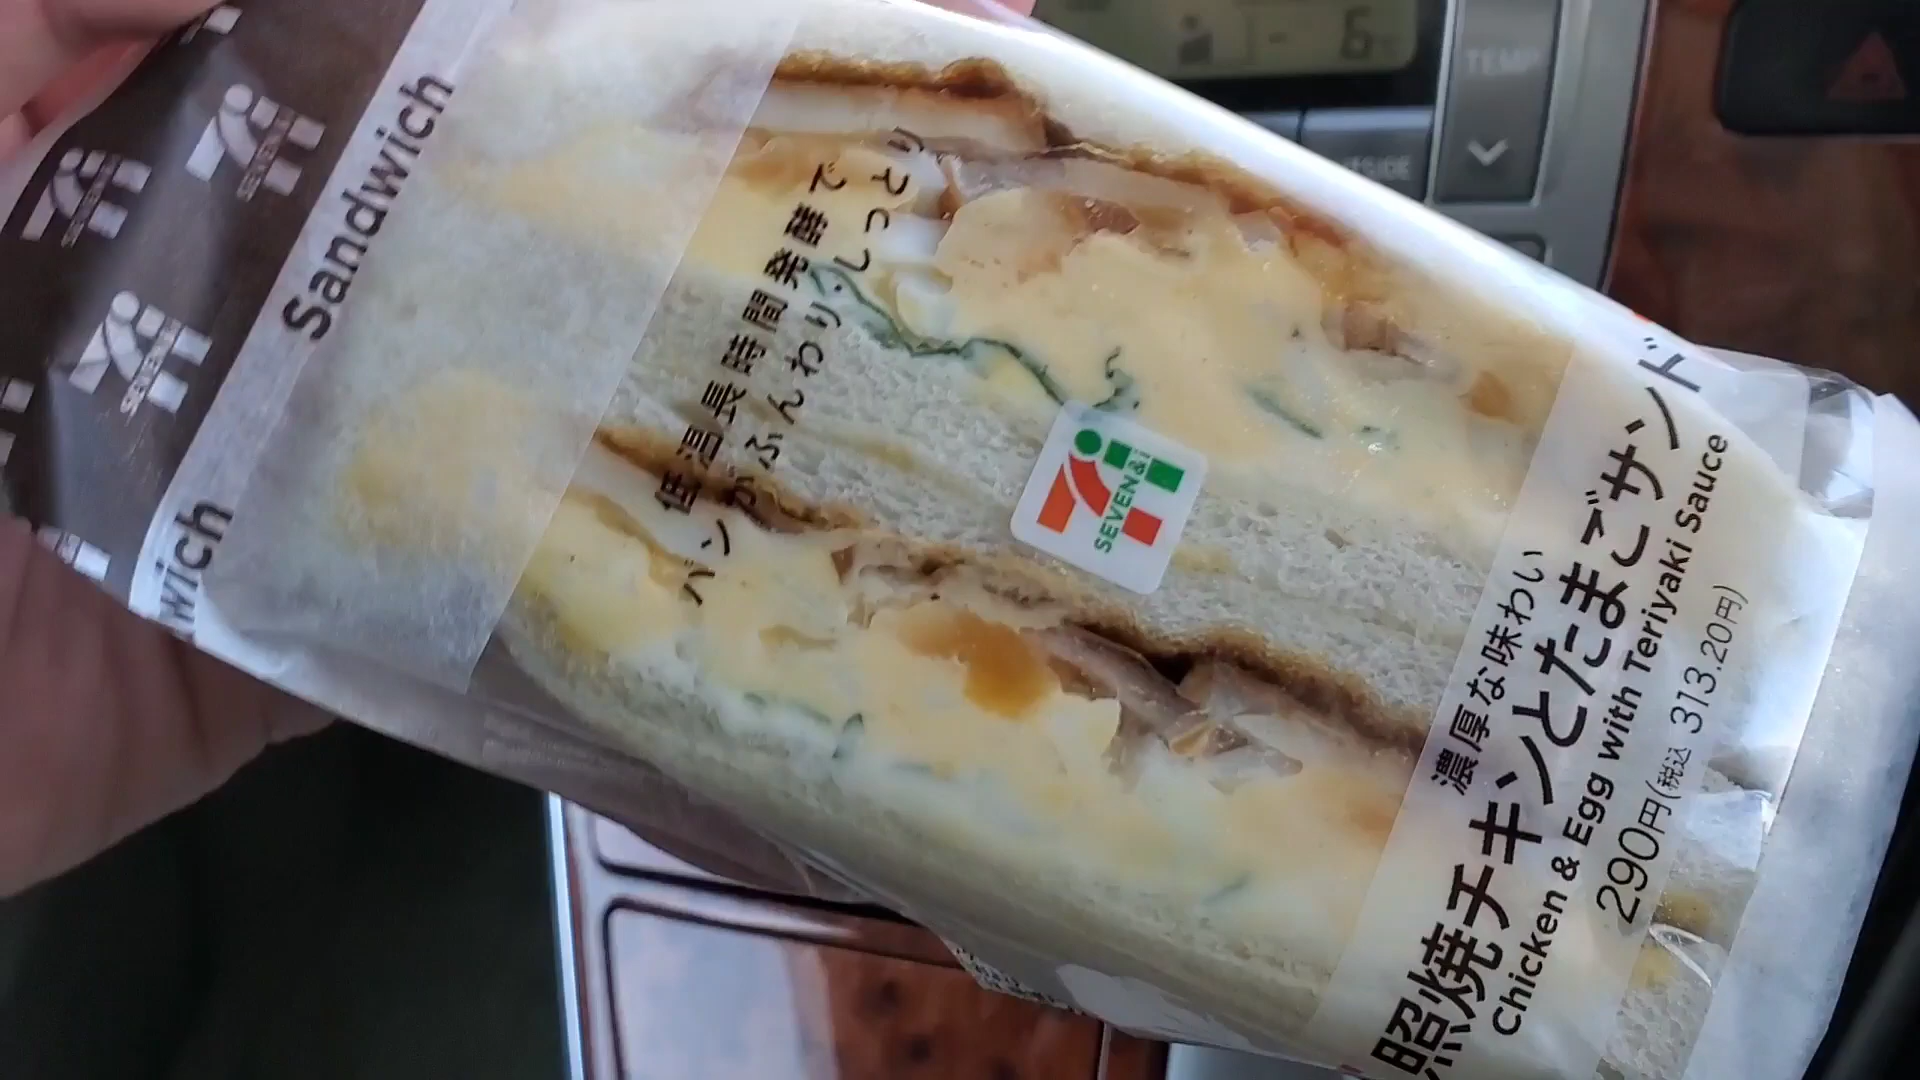 Sandwich
wich
低温長時間発酵で
パンがふんわり・しっとり
SEVEN&i
濃厚な味わい
照焼チキンとたまごサンド
Chicken & Egg with Teriyaki Sauce
290円(税込 313.20円)
6
TEMP